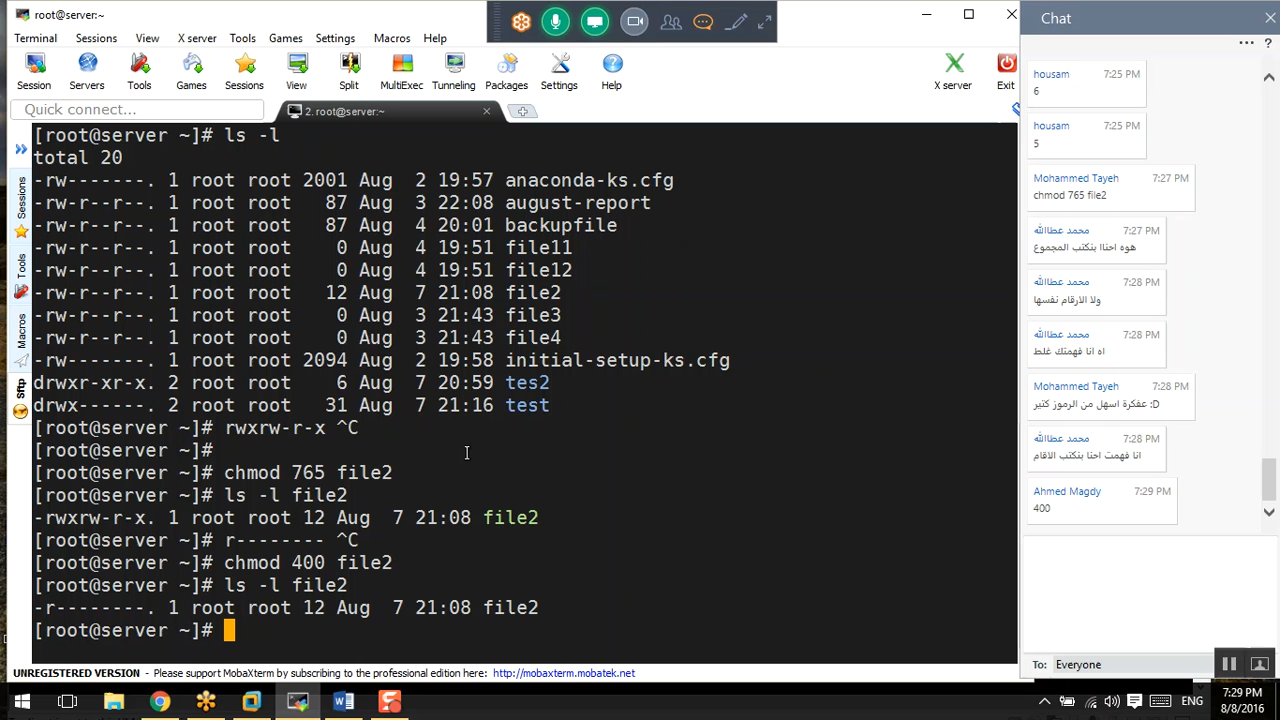 root@server:~
Terminal Sessions View X server Tools Games Settings Macros Help
Session Servers Tools Games Sessions View Split MultiExec Tunneling Packages Settings Help X server Exit
Quick connect...
2. root@server:~
Sessions
Tools
Macros
Sftp
[root@server ~]# ls -l
total 20
-rw-------. 1 root root 2001 Aug  2 19:57 anaconda-ks.cfg
-rw-r--r--. 1 root root   87 Aug  3 22:08 august-report
-rw-r--r--. 1 root root   87 Aug  4 20:01 backupfile
-rw-r--r--. 1 root root    0 Aug  4 19:51 file11
-rw-r--r--. 1 root root    0 Aug  4 19:51 file12
-rw-r--r--. 1 root root   12 Aug  7 21:08 file2
-rw-r--r--. 1 root root    0 Aug  3 21:43 file3
-rw-r--r--. 1 root root    0 Aug  3 21:43 file4
-rw-------. 1 root root 2094 Aug  2 19:58 initial-setup-ks.cfg
drwxr-xr-x. 2 root root    6 Aug  7 20:59 tes2
drwx------. 2 root root   31 Aug  7 21:16 test
[root@server ~]# rwxrw-r-x ^C
[root@server ~]#
[root@server ~]# chmod 765 file2
[root@server ~]# ls -l file2
-rwxrw-r-x. 1 root root 12 Aug  7 21:08 file2
[root@server ~]# r-------- ^C
[root@server ~]# chmod 400 file2
[root@server ~]# ls -l file2
-r--------. 1 root root 12 Aug  7 21:08 file2
[root@server ~]#
UNREGISTERED VERSION - Please support MobaXterm by subscribing to the professional edition here: http://mobaxterm.mobatek.net
Chat
housam 7:25 PM
6
housam 7:25 PM
5
Mohammed Tayeh 7:27 PM
chmod 765 file2
محمد عطاالله 7:27 PM
هوه احناا بنكتب المجموع
محمد عطاالله 7:28 PM
ولا الارقام نفسها
محمد عطاالله 7:28 PM
اه انا فهمتك غلط
Mohammed Tayeh 7:28 PM
عفكرة اسهل من الرموز كتير :D
محمد عطاالله 7:28 PM
انا فهمت احنا بنكتب الاقام
Ahmed Magdy 7:29 PM
400
To: Everyone
ENG
7:29 PM
8/8/2016